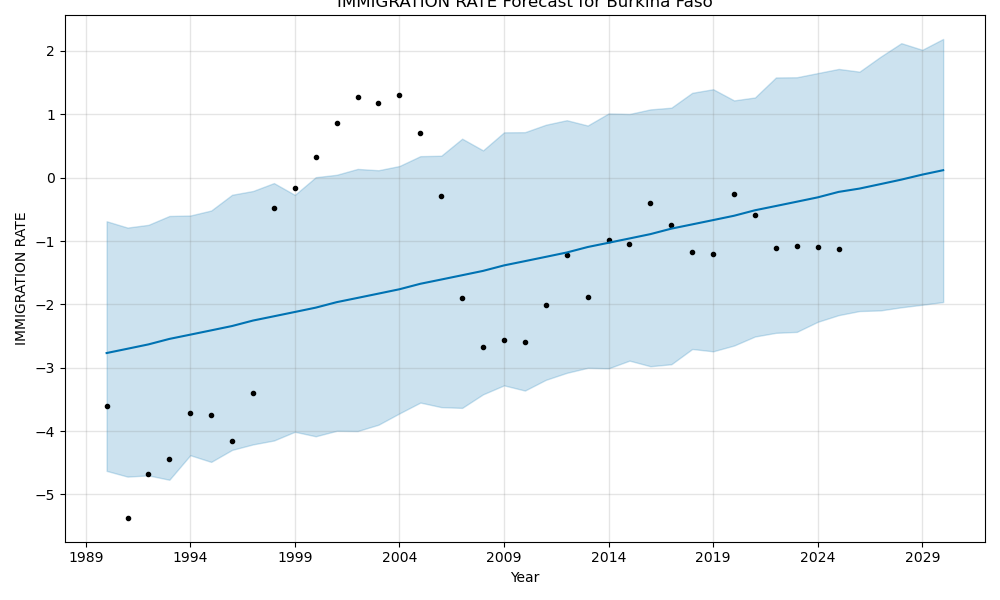 IMMIGRATION RATE Forecast for Burkina Faso
2
1
0
−1
−2
−3
−4
−5
IMMIGRATION RATE
1989 1994 1999 2004 2009 2014 2019 2024 2029
Year